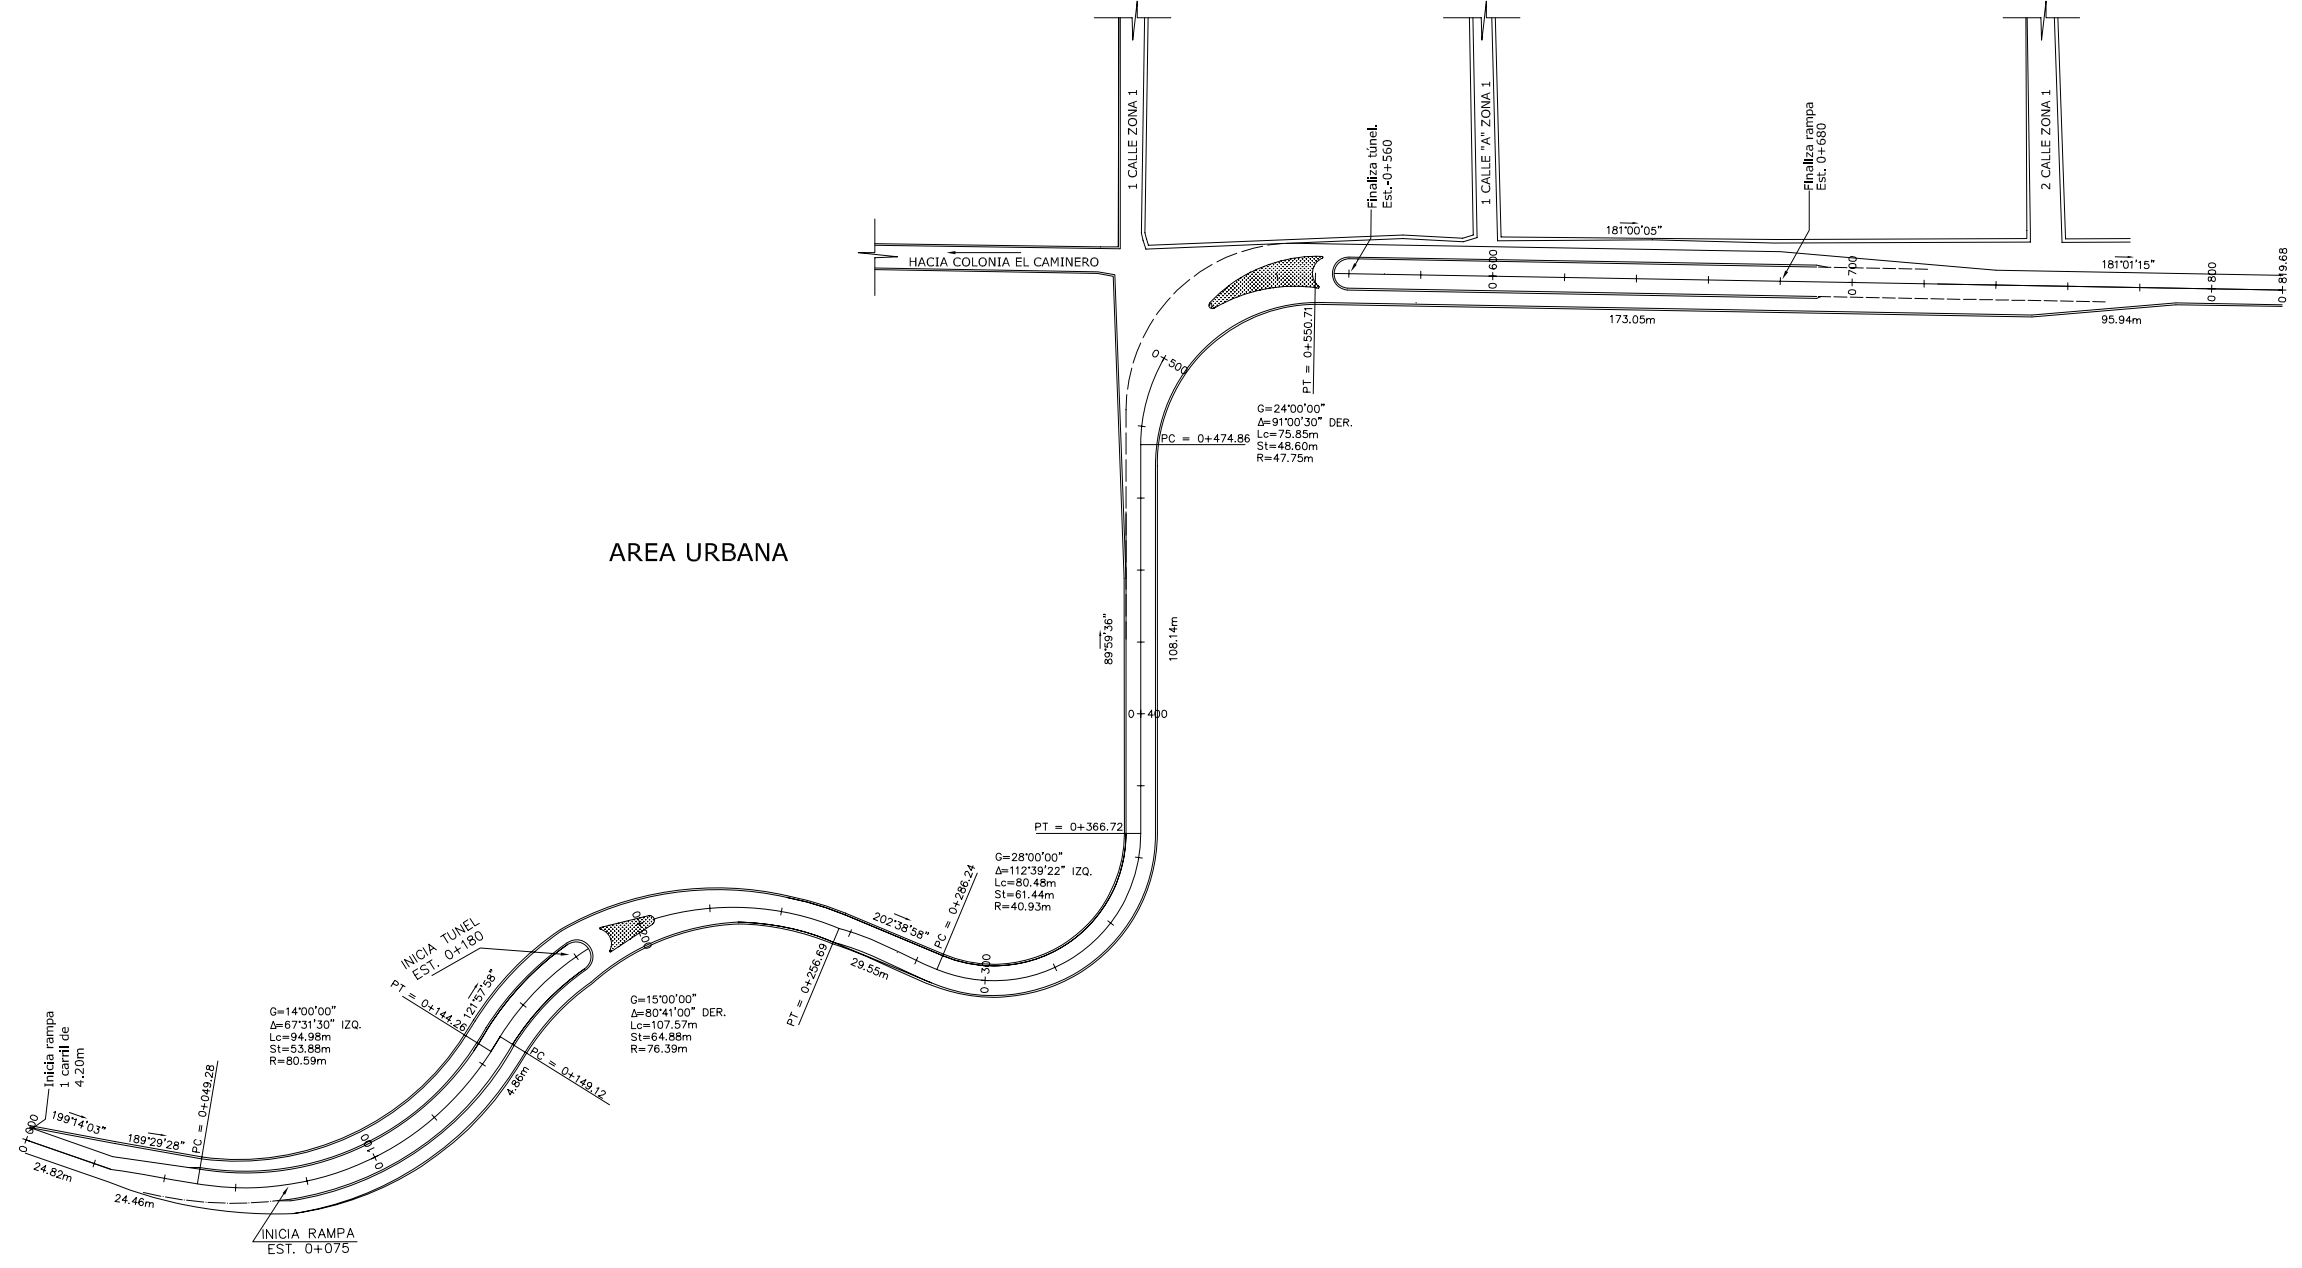 1 CALLE ZONA 1
1 CALLE "A" ZONA 1
2 CALLE ZONA 1
Finaliza túnel.
Est.-0+560
Finaliza rampa
Est. 0+680
HACIA COLONIA EL CAMINERO
181°00'05"
181°01'15"
0+600
0+700
0+800
0+819.68
173.05m
95.94m
0+500
PT = 0+550.71
PC = 0+474.86
G=24°00'00"
Δ=91°00'30" DER.
Lc=75.85m
St=48.60m
R=47.75m
AREA URBANA
89°59'36"
108.14m
0+400
PT = 0+366.72
G=28°00'00"
Δ=112°39'22" IZQ.
Lc=80.48m
St=61.44m
R=40.93m
PC = 0+286.24
202°38'58"
0+300
29.55m
PT = 0+256.69
0+200
INICIA TUNEL
EST. 0+180
121°57'58"
PT = 0+144.26
G=15°00'00"
Δ=80°41'00" DER.
Lc=107.57m
St=64.88m
R=76.39m
G=14°00'00"
Δ=67°31'30" IZQ.
Lc=94.98m
St=53.88m
R=80.59m
PC = 0+149.12
4.86m
Inicia rampa
1 carril de
4.20m
PC = 0+049.28
0+000
199°14'03"
189°29'28"
0+100
24.82m
24.46m
INICIA RAMPA
EST. 0+075